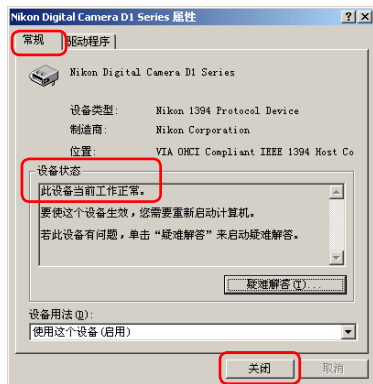 Nikon Digital Camera D1 Series 属性
常规 驱动程序
Nikon Digital Camera D1 Series
设备类型: Nikon 1394 Protocol Device
制造商: Nikon Corporation
位置: VIA OHCI Compliant IEEE 1394 Host Co
设备状态
此设备当前工作正常。
要使这个设备生效，您需要重新启动计算机。
若此设备有问题，单击“疑难解答”来启动疑难解答。
疑难解答(T)...
设备用法(D):
使用这个设备(启用)
关闭 取消